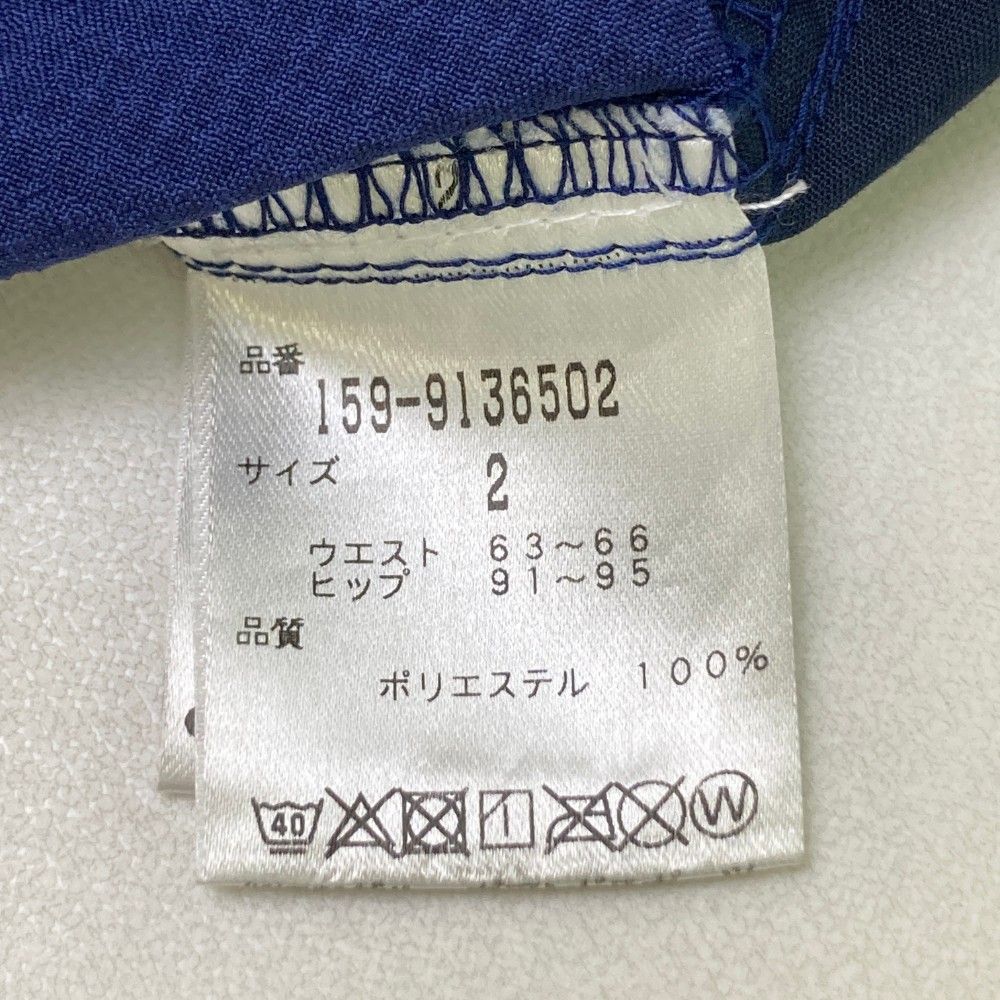 品番
159-9136502
サイズ 2
ウエスト 63～66
ヒップ 91～95
品質
ポリエステル 100%
40 W